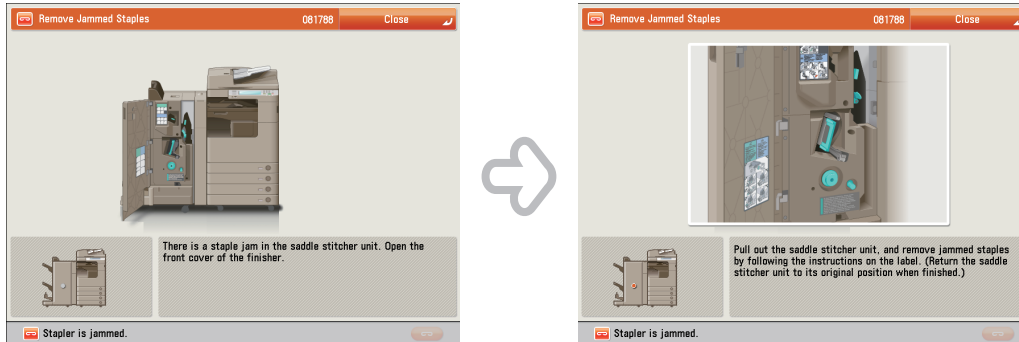 Remove Jammed Staples 081788 Close
There is a staple jam in the saddle stitcher unit. Open the
front cover of the finisher.
Stapler is jammed.
Remove Jammed Staples 081788 Close
Pull out the saddle stitcher unit, and remove jammed staples
by following the instructions on the label. (Return the saddle
stitcher unit to its original position when finished.)
Stapler is jammed.